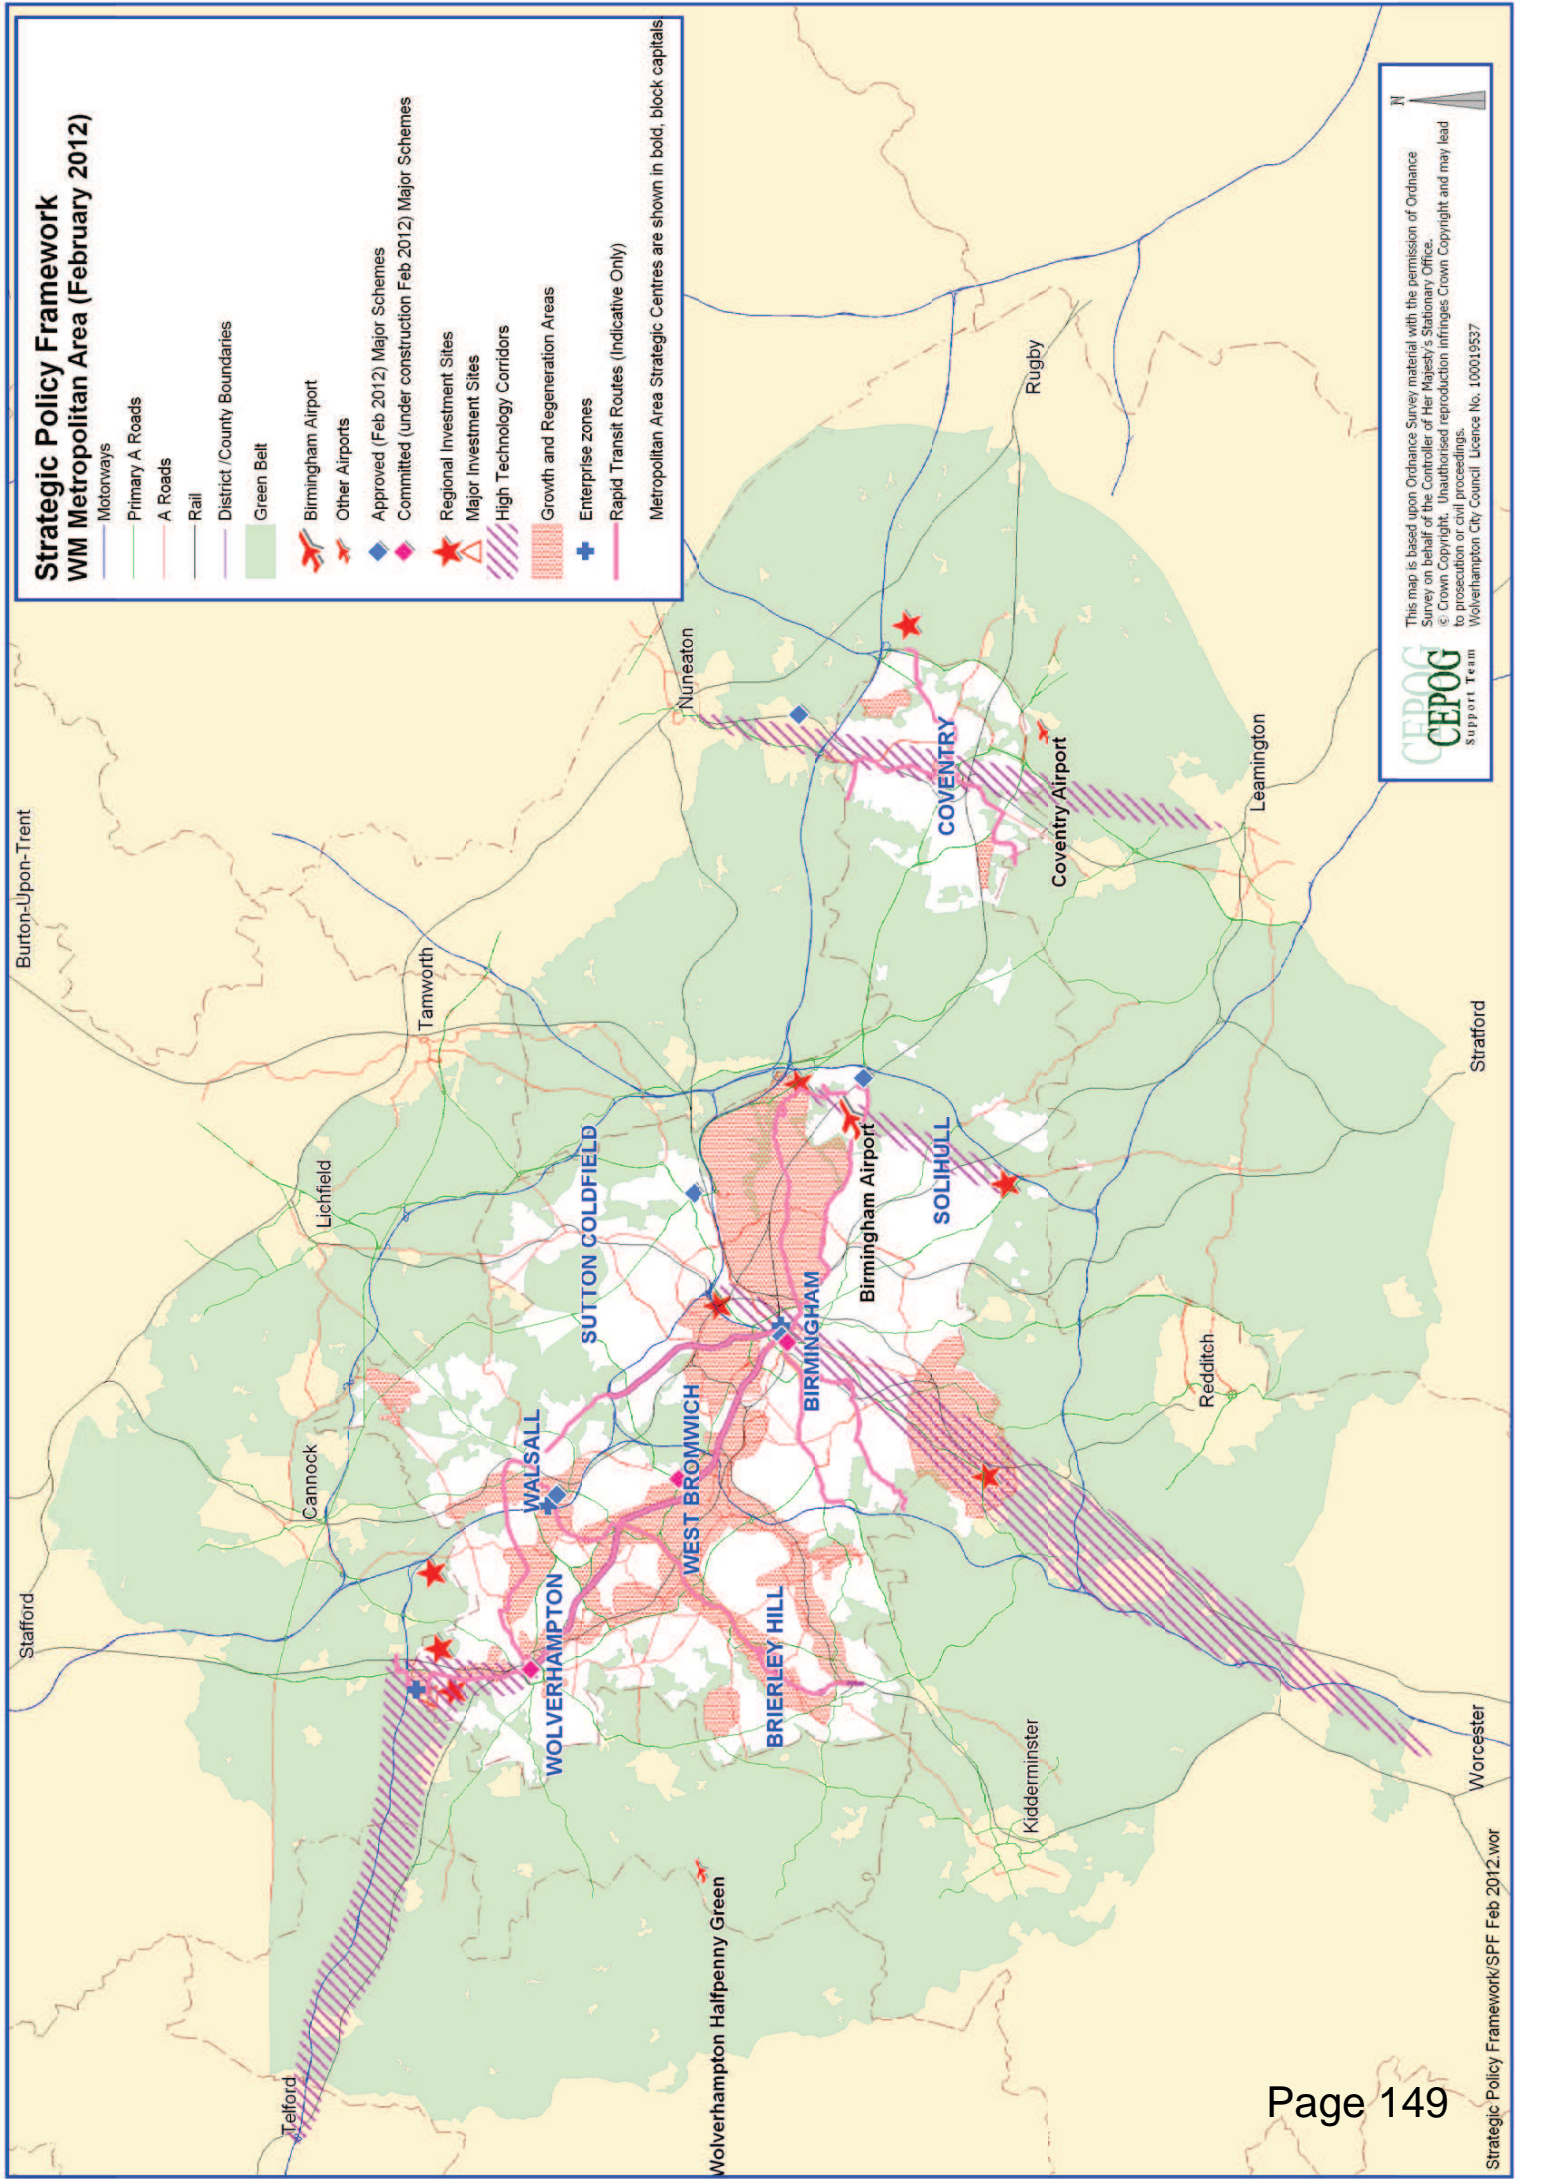 Strategic Policy Framework
WM Metropolitan Area (February 2012)
Motorways
Primary A Roads
A Roads
Rail
District /County Boundaries
Green Belt
Birmingham Airport
Other Airports
Approved (Feb 2012) Major Schemes
Committed (under construction Feb 2012) Major Schemes
Regional Investment Sites
Major Investment Sites
High Technology Corridors
Growth and Regeneration Areas
Enterprise zones
Rapid Transit Routes (Indicative Only)
Metropolitan Area Strategic Centres are shown in bold, block capitals.
Stafford
Burton-Upon-Trent
Telford
Cannock
Lichfield
Tamworth
WOLVERHAMPTON
WALSALL
SUTTON COLDFIELD
Nuneaton
Wolverhampton Halfpenny Green
WEST BROMWICH
BRIERLEY HILL
BIRMINGHAM
Birmingham Airport
SOLIHULL
COVENTRY
Coventry Airport
Rugby
Kidderminster
Redditch
Leamington
Worcester
Stratford
N
CEPOG
CEPOG
Support Team
This map is based upon Ordnance Survey material with the permission of Ordnance
Survey on behalf of the Controller of Her Majesty's Stationary Office.
© Crown Copyright. Unauthorised reproduction infringes Crown Copyright and may lead
to prosecution or civil proceedings.
Wolverhampton City Council Licence No. 100019537
Strategic Policy Framework/SPF Feb 2012.wor
Page 149